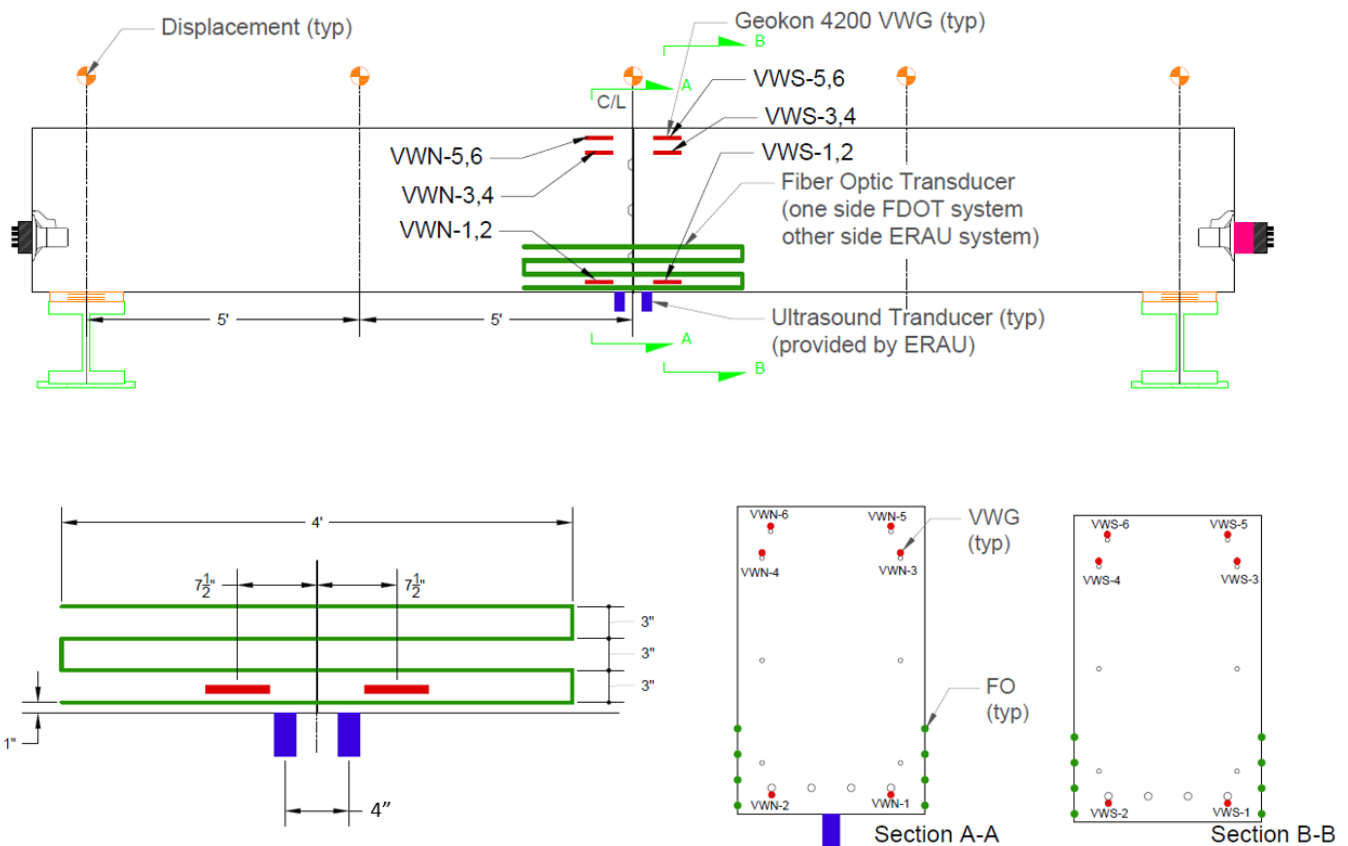 Displacement (typ)
Geokon 4200 VWG (typ)
B
A
C/L
VWS-5,6
VWS-3,4
VWN-5,6
VWS-1,2
VWN-3,4
Fiber Optic Transducer
(one side FDOT system
other side ERAU system)
VWN-1,2
5'
5'
Ultrasound Tranducer (typ)
(provided by ERAU)
A
B
4'
7 1/2"
7 1/2"
3"
3"
3"
1"
4”
VWN-6
VWN-5
VWG
(typ)
VWN-4
VWN-3
FO
(typ)
VWN-2
VWN-1
Section A-A
VWS-6
VWS-5
VWS-4
VWS-3
VWS-2
VWS-1
Section B-B